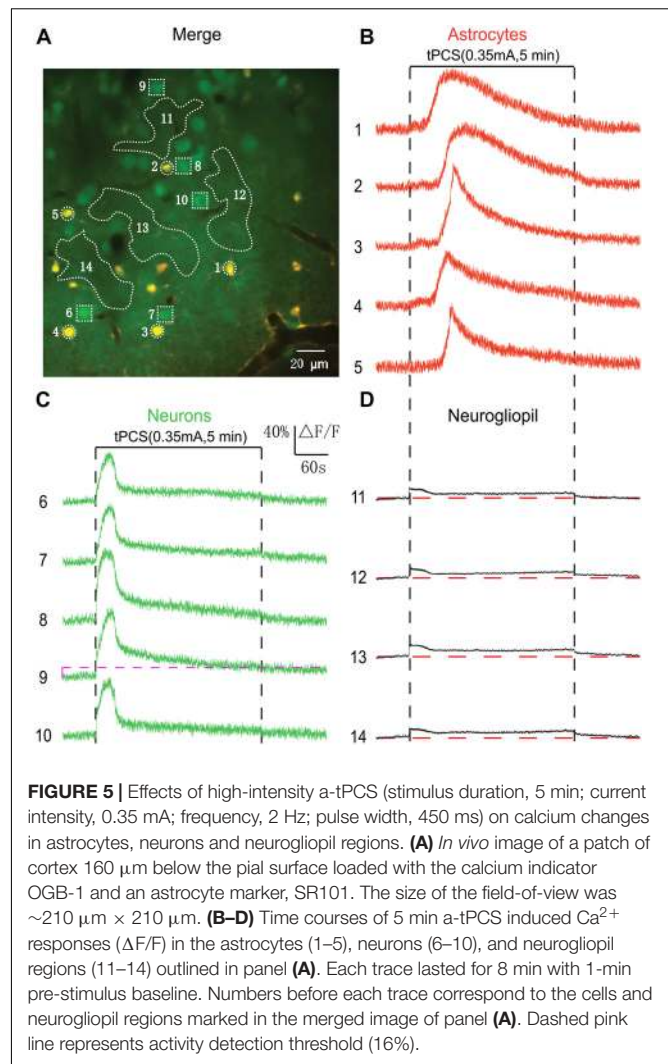 A
Merge
9
11
2
8
12
10
5
13
14
1
6
7
4
3
20 μm
B
Astrocytes
tPCS(0.35mA,5 min)
1
2
3
4
5
C
Neurons
tPCS(0.35mA,5 min)
40% △F/F
60s
6
7
8
9
10
D
Neurogliopil
11
12
13
14
FIGURE 5 | Effects of high-intensity a-tPCS (stimulus duration, 5 min; current
intensity, 0.35 mA; frequency, 2 Hz; pulse width, 450 ms) on calcium changes
in astrocytes, neurons and neurogliopil regions. (A) In vivo image of a patch of
cortex 160 μm below the pial surface loaded with the calcium indicator
OGB-1 and an astrocyte marker, SR101. The size of the field-of-view was
~210 μm × 210 μm. (B–D) Time courses of 5 min a-tPCS induced Ca2+
responses (ΔF/F) in the astrocytes (1–5), neurons (6–10), and neurogliopil
regions (11–14) outlined in panel (A). Each trace lasted for 8 min with 1-min
pre-stimulus baseline. Numbers before each trace correspond to the cells and
neurogliopil regions marked in the merged image of panel (A). Dashed pink
line represents activity detection threshold (16%).